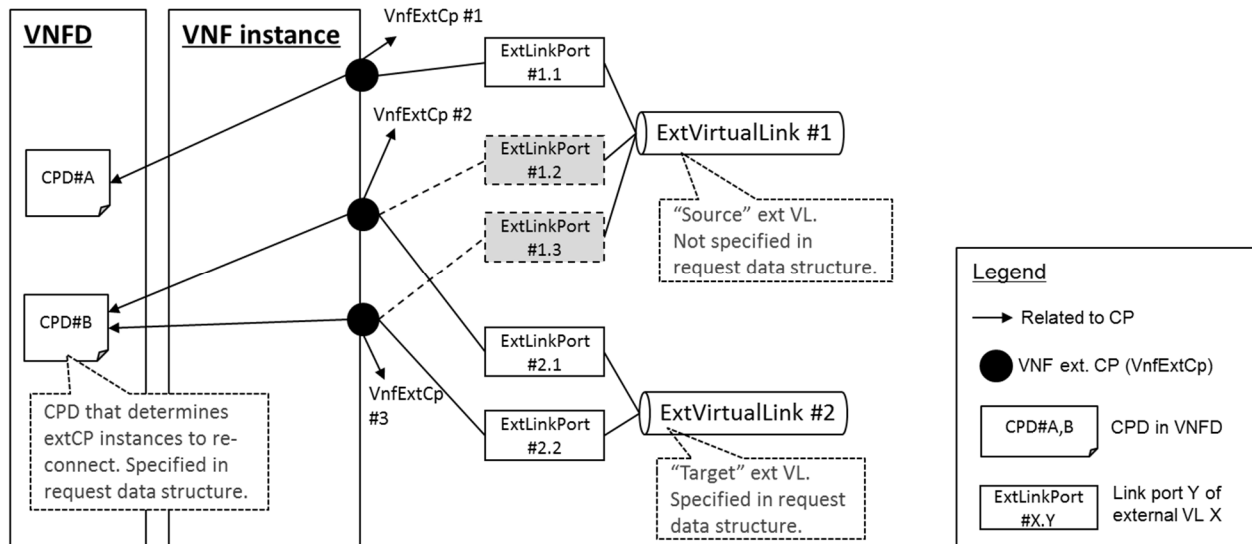 VNFD
VNF instance
VnfExtCp #1
ExtLinkPort
#1.1
VnfExtCp #2
ExtVirtualLink #1
ExtLinkPort
#1.2
CPD#A
"Source" ext VL.
Not specified in
request data structure.
ExtLinkPort
#1.3
CPD#B
ExtLinkPort
#2.1
VnfExtCp
#3
CPD that determines
extCP instances to re-
connect. Specified in
request data structure.
ExtLinkPort
#2.2
ExtVirtualLink #2
"Target" ext VL.
Specified in request
data structure.
Legend
Related to CP
VNF ext. CP (VnfExtCp)
CPD#A,B
CPD in VNFD
ExtLinkPort
#X.Y
Link port Y of
external VL X